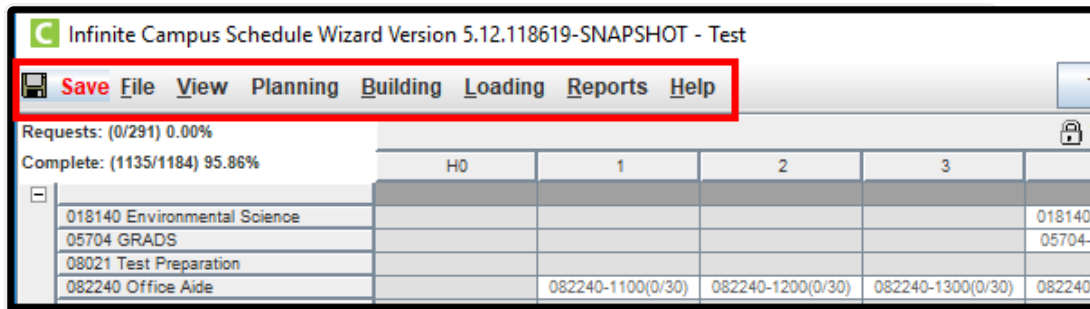 Infinite Campus Schedule Wizard Version 5.12.118619-SNAPSHOT - Test
Save File View Planning Building Loading Reports Help
Requests: (0/291) 0.00%
Complete: (1135/1184) 95.86%
H0 1 2 3
018140 Environmental Science 018140
05704 GRADS 05704-
08021 Test Preparation
082240 Office Aide 082240-1100(0/30) 082240-1200(0/30) 082240-1300(0/30) 082240